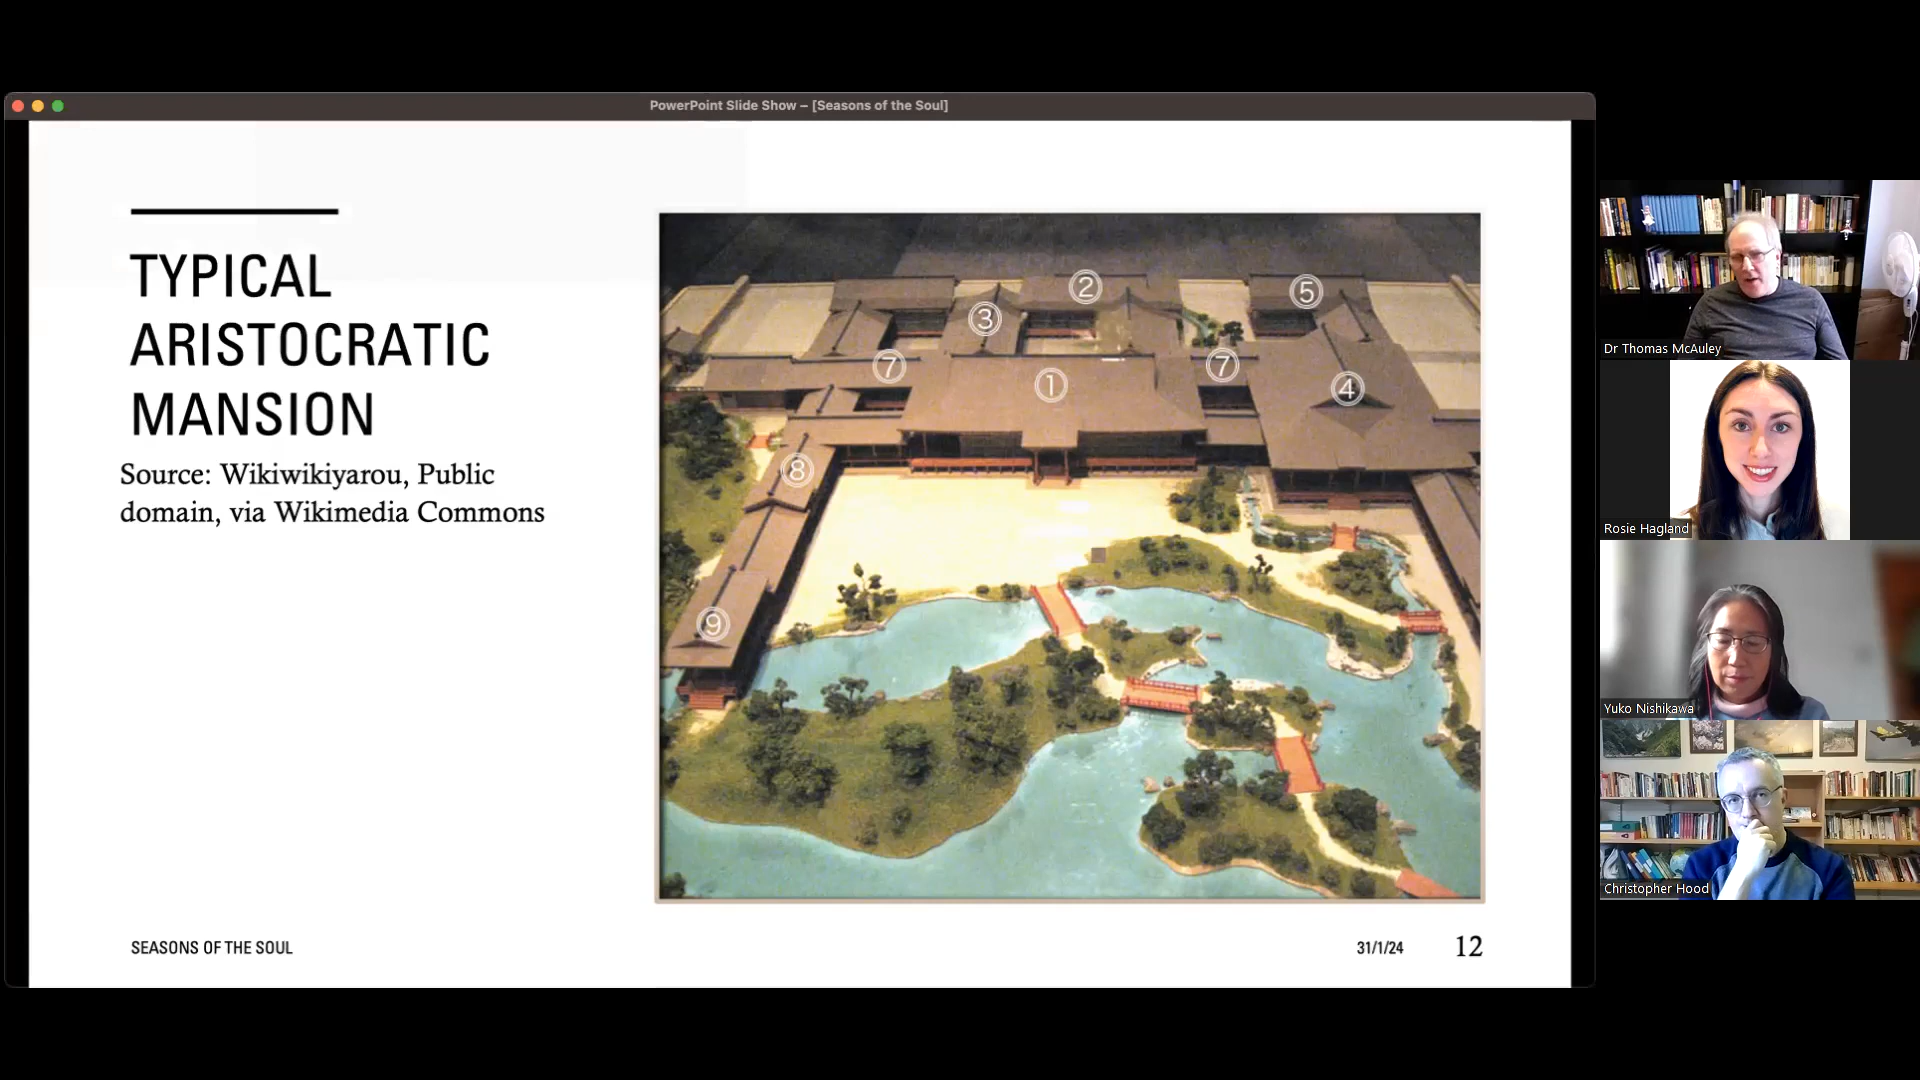 PowerPoint Slide Show – [Seasons of the Soul]
TYPICAL
ARISTOCRATIC
MANSION
Source: Wikiwikiyarou, Public
domain, via Wikimedia Commons
②
⑤
③
⑦
⑦
①
④
⑧
⑨
SEASONS OF THE SOUL
31/1/24
12
Dr Thomas McAuley
Rosie Hagland
Yuko Nishikawa
Christopher Hood